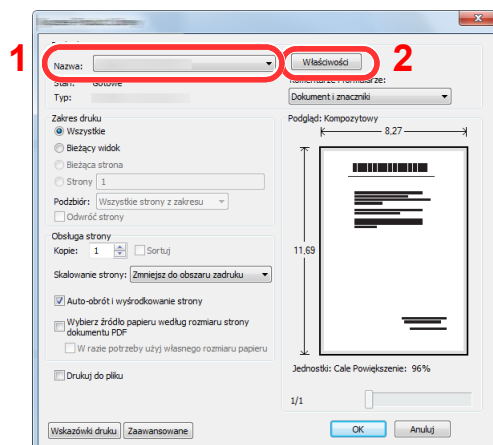 1
2
Nazwa:
Właściwości
Stan: Gotowe
Komentarze i formularze:
Typ:
Dokument i znaczniki
Zakres druku
Wszystkie
Bieżący widok
Bieżąca strona
Strony 1
Podzbiór: Wszystkie strony z zakresu
Odwróć strony
Podgląd: Kompozytowy
8,27
11,69
Obsługa strony
Kopie: 1 Sortuj
Skalowanie strony: Zmniejsz do obszaru zadruku
Auto-obrót i wyśrodkowanie strony
Wybierz źródło papieru według rozmiaru strony
dokumentu PDF
W razie potrzeby użyj własnego rozmiaru papieru
Drukuj do pliku
Jednostki: Cale Powiększenie: 96%
1/1
Wskazówki druku Zaawansowane
OK Anuluj